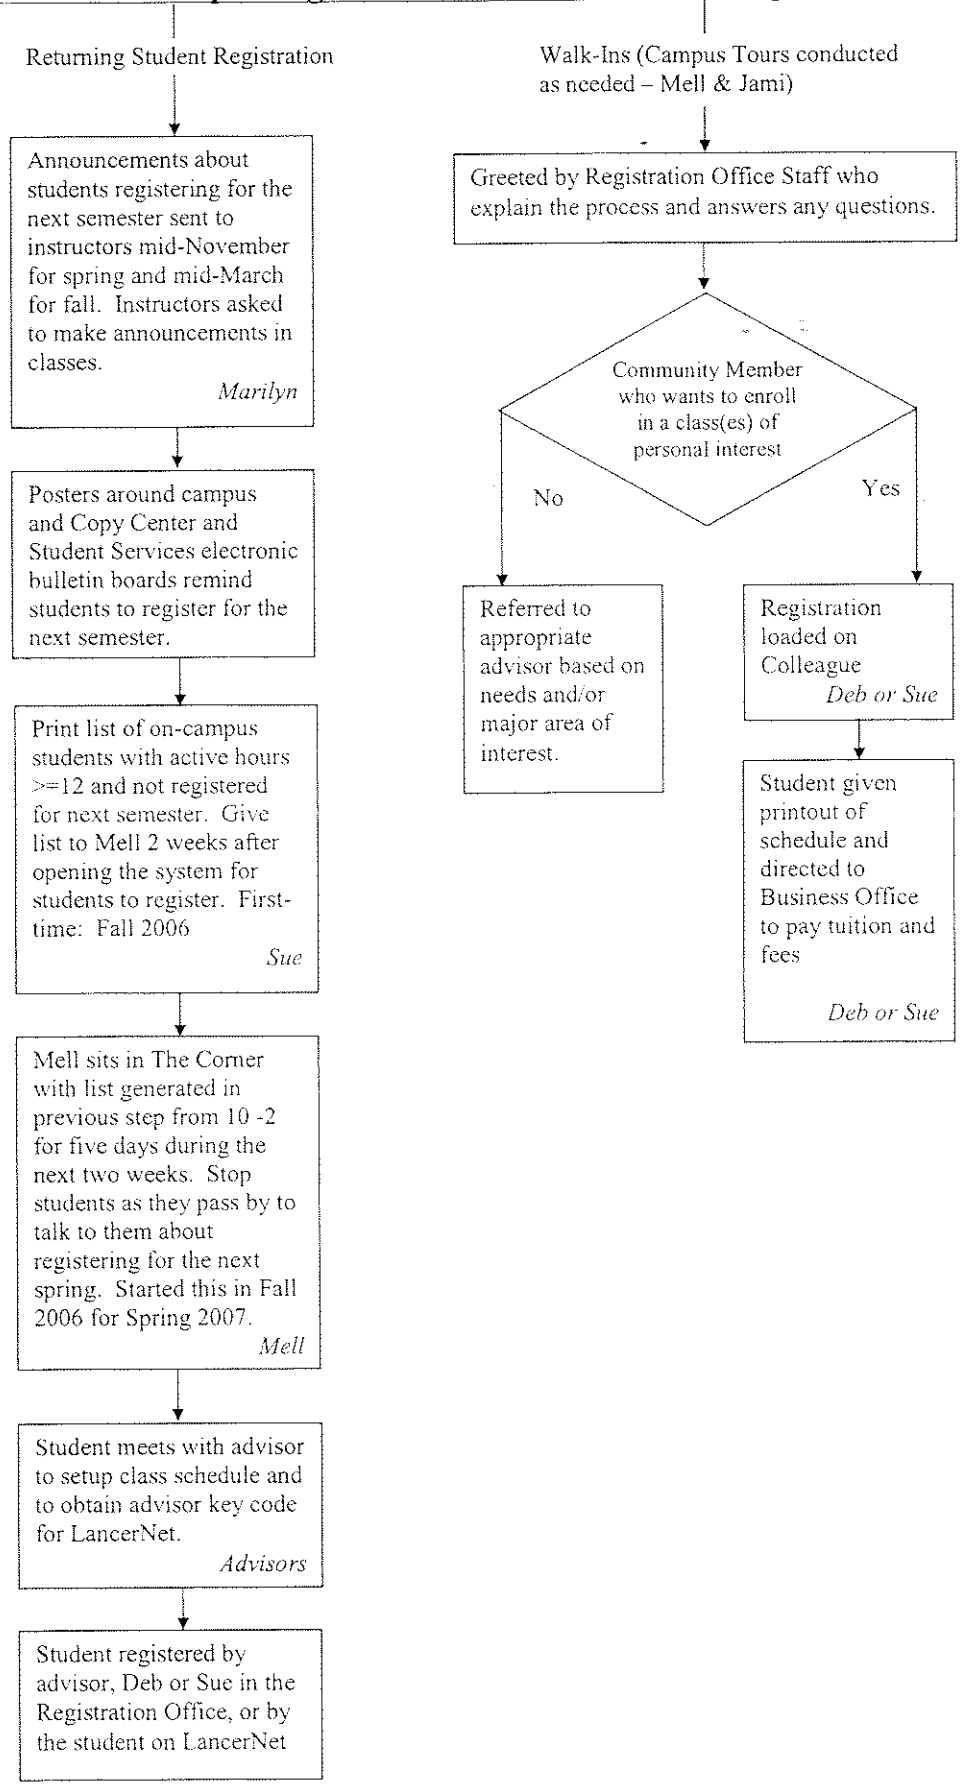 Returning Student Registration
Announcements about
students registering for the
next semester sent to
instructors mid-November
for spring and mid-March
for fall.  Instructors asked
to make announcements in
classes.
Marilyn
Posters around campus
and Copy Center and
Student Services electronic
bulletin boards remind
students to register for the
next semester.
Print list of on-campus
students with active hours
>=12 and not registered
for next semester.  Give
list to Mell 2 weeks after
opening the system for
students to register.  First-
time:  Fall 2006
Sue
Mell sits in The Corner
with list generated in
previous step from 10 -2
for five days during the
next two weeks.  Stop
students as they pass by to
talk to them about
registering for the next
spring.  Started this in Fall
2006 for Spring 2007.
Mell
Student meets with advisor
to setup class schedule and
to obtain advisor key code
for LancerNet.
Advisors
Student registered by
advisor, Deb or Sue in the
Registration Office, or by
the student on LancerNet
Walk-Ins (Campus Tours conducted
as needed – Mell & Jami)
Greeted by Registration Office Staff who
explain the process and answers any questions.
Community Member
who wants to enroll
in a class(es) of
personal interest
No
Yes
Referred to
appropriate
advisor based on
needs and/or
major area of
interest.
Registration
loaded on
Colleague
Deb or Sue
Student given
printout of
schedule and
directed to
Business Office
to pay tuition and
fees
Deb or Sue